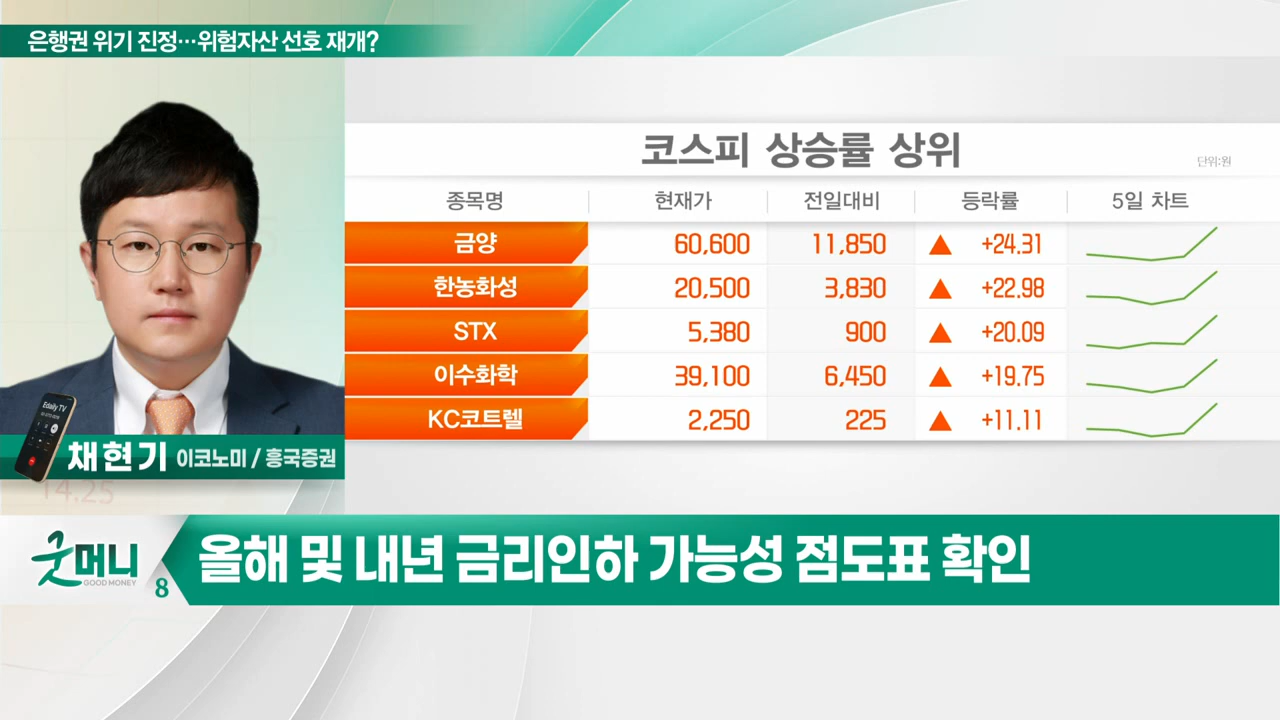 은행권 위기 진정…위험자산 선호 재개?
코스피 상승률 상위
단위:원
종목명 현재가 전일대비 등락률 5일 차트
금양 60,600 11,850 ▲ +24.31
한농화성 20,500 3,830 ▲ +22.98
STX 5,380 900 ▲ +20.09
이수화학 39,100 6,450 ▲ +19.75
KC코트렐 2,250 225 ▲ +11.11
Edaily TV
채현기 이코노미 / 흥국증권
14.25
굿머니
GOOD MONEY
8
올해 및 내년 금리인하 가능성 점도표 확인